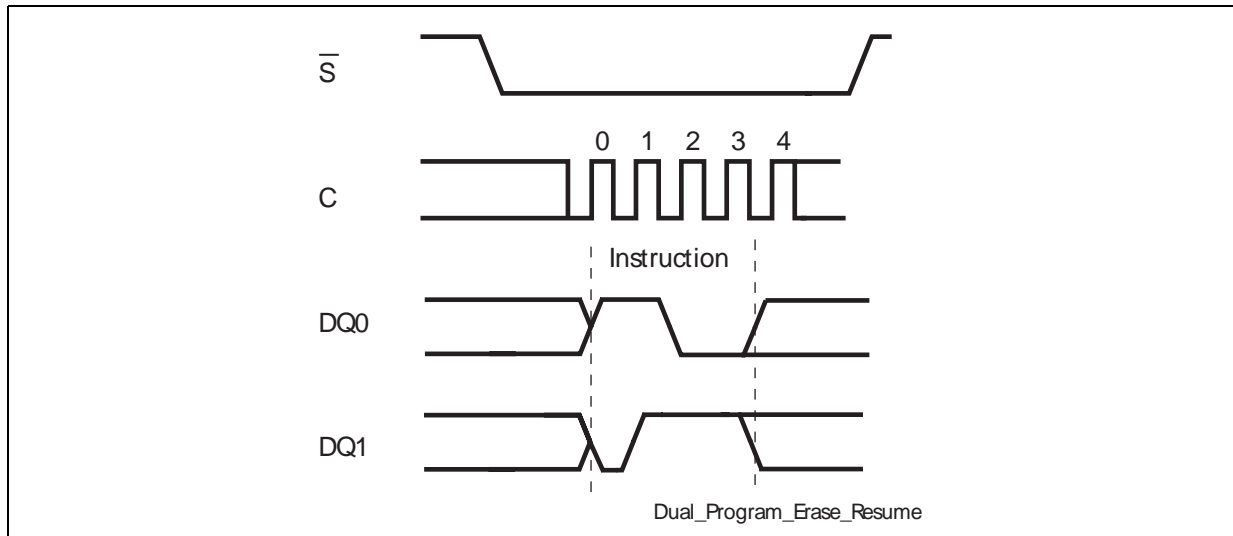 S̅
0 1 2 3 4
C
Instruction
DQ0
DQ1
Dual_Program_Erase_Resume